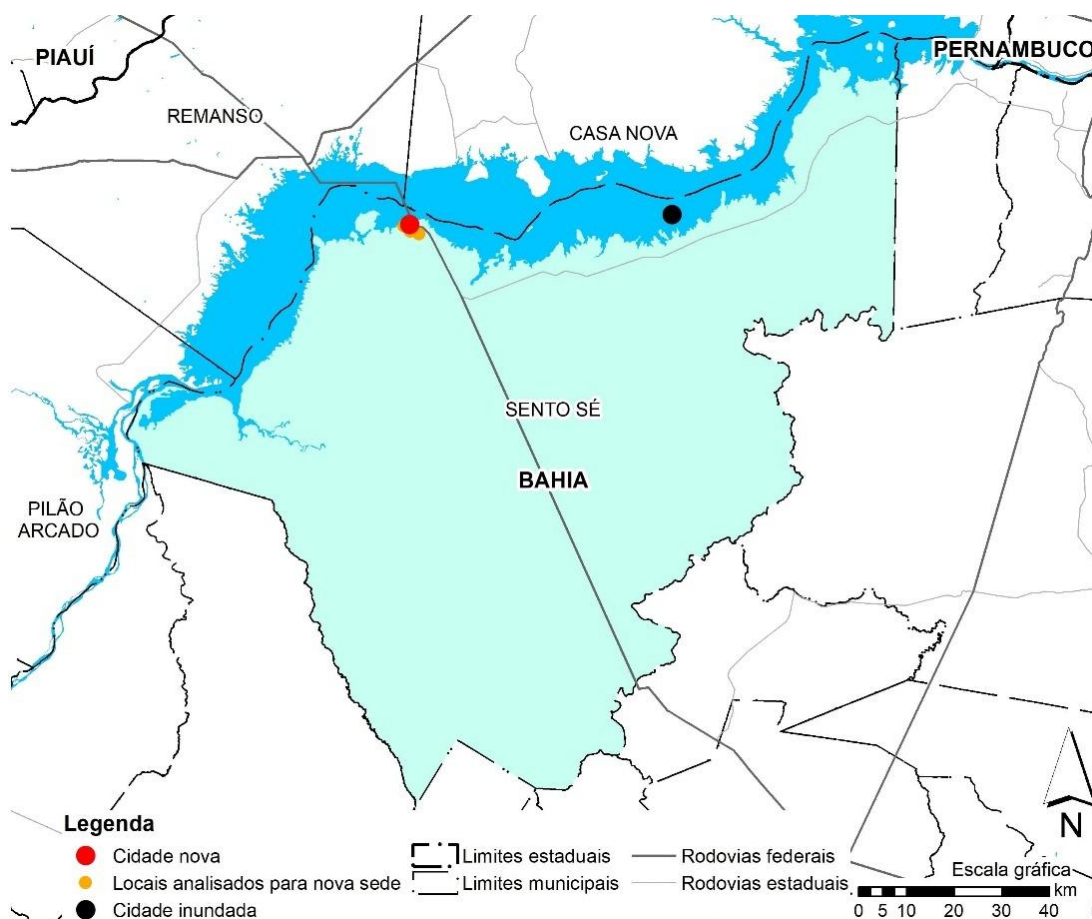 PIAUÍ
PERNAMBUCO
REMANSO
CASA NOVA
SENTO SÉ
BAHIA
PILÃO
ARCADO
N
Legenda
Cidade nova
Locais analisados para nova sede
Cidade inundada
Limites estaduais
Limites municipais
Rodovias federais
Rodovias estaduais
Escala gráfica
km
0 5 10 20 30 40